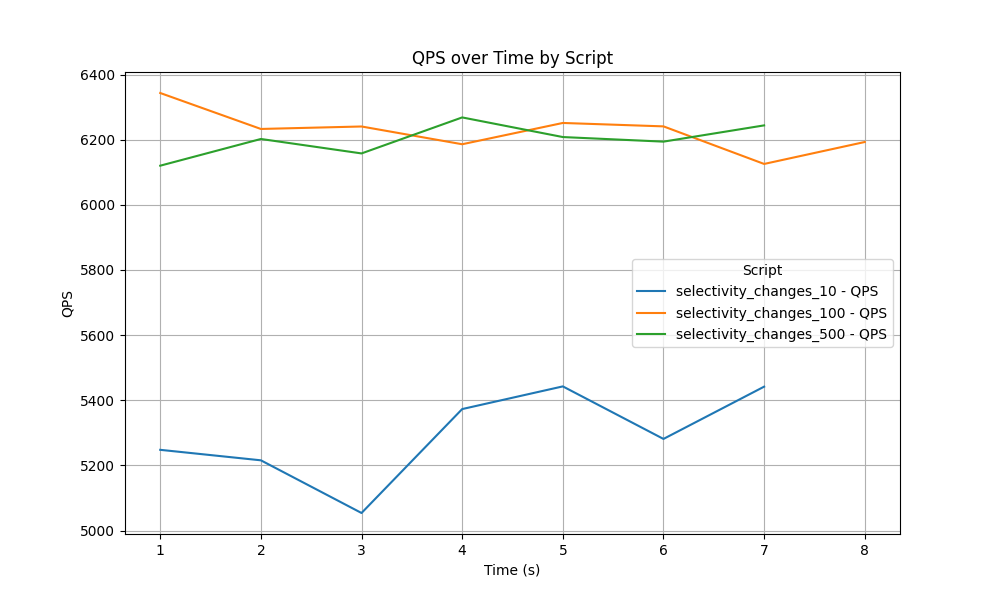 QPS over Time by Script
6400
6200
6000
5800
5600
5400
5200
5000
QPS
Script
selectivity_changes_10 - QPS
selectivity_changes_100 - QPS
selectivity_changes_500 - QPS
1 2 3 4 5 6 7 8
Time (s)